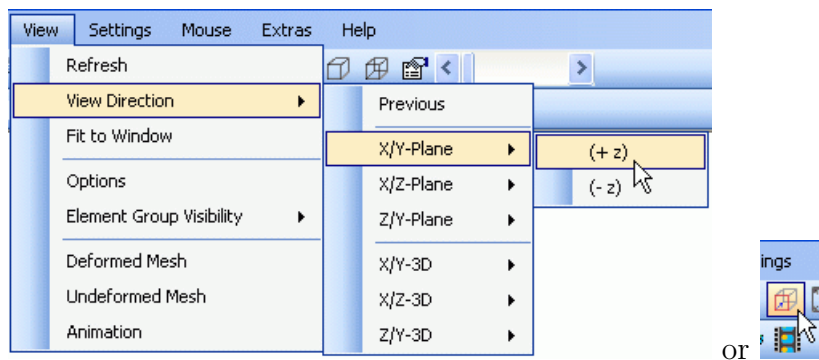 View Settings Mouse Extras Help
Refresh
View Direction
Fit to Window
Options
Element Group Visibility
Deformed Mesh
Undeformed Mesh
Animation
Previous
X/Y-Plane
X/Z-Plane
Z/Y-Plane
X/Y-3D
X/Z-3D
Z/Y-3D
(+ z)
(- z)
or
ings